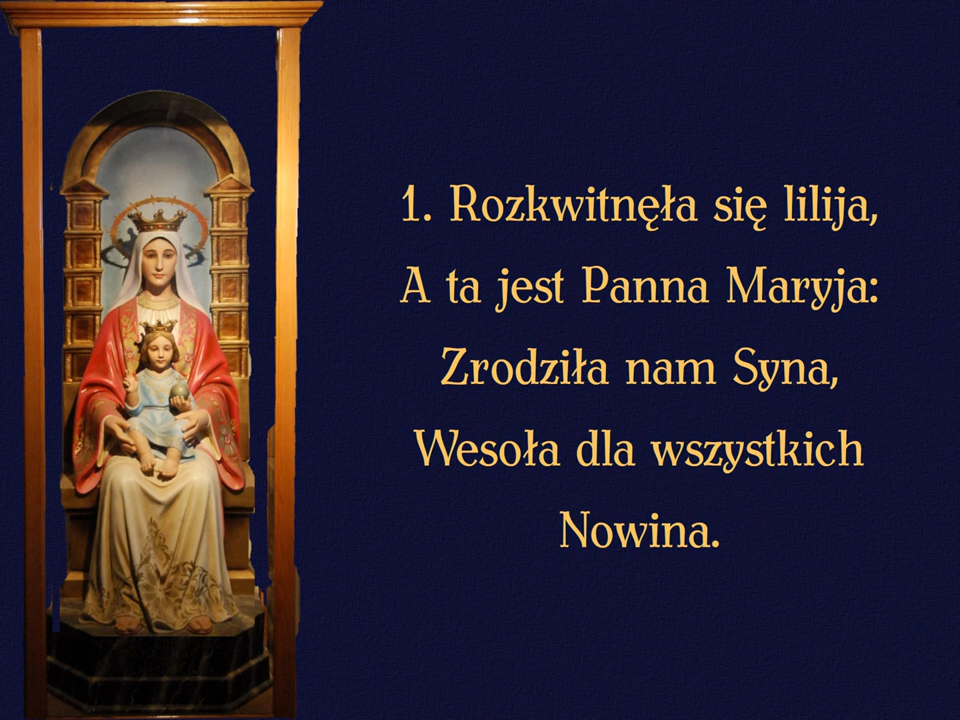 1. Rozkwitnęła się lilija,
A ta jest Panna Maryja:
Zrodziła nam Syna,
Wesoła dla wszystkich
Nowina.